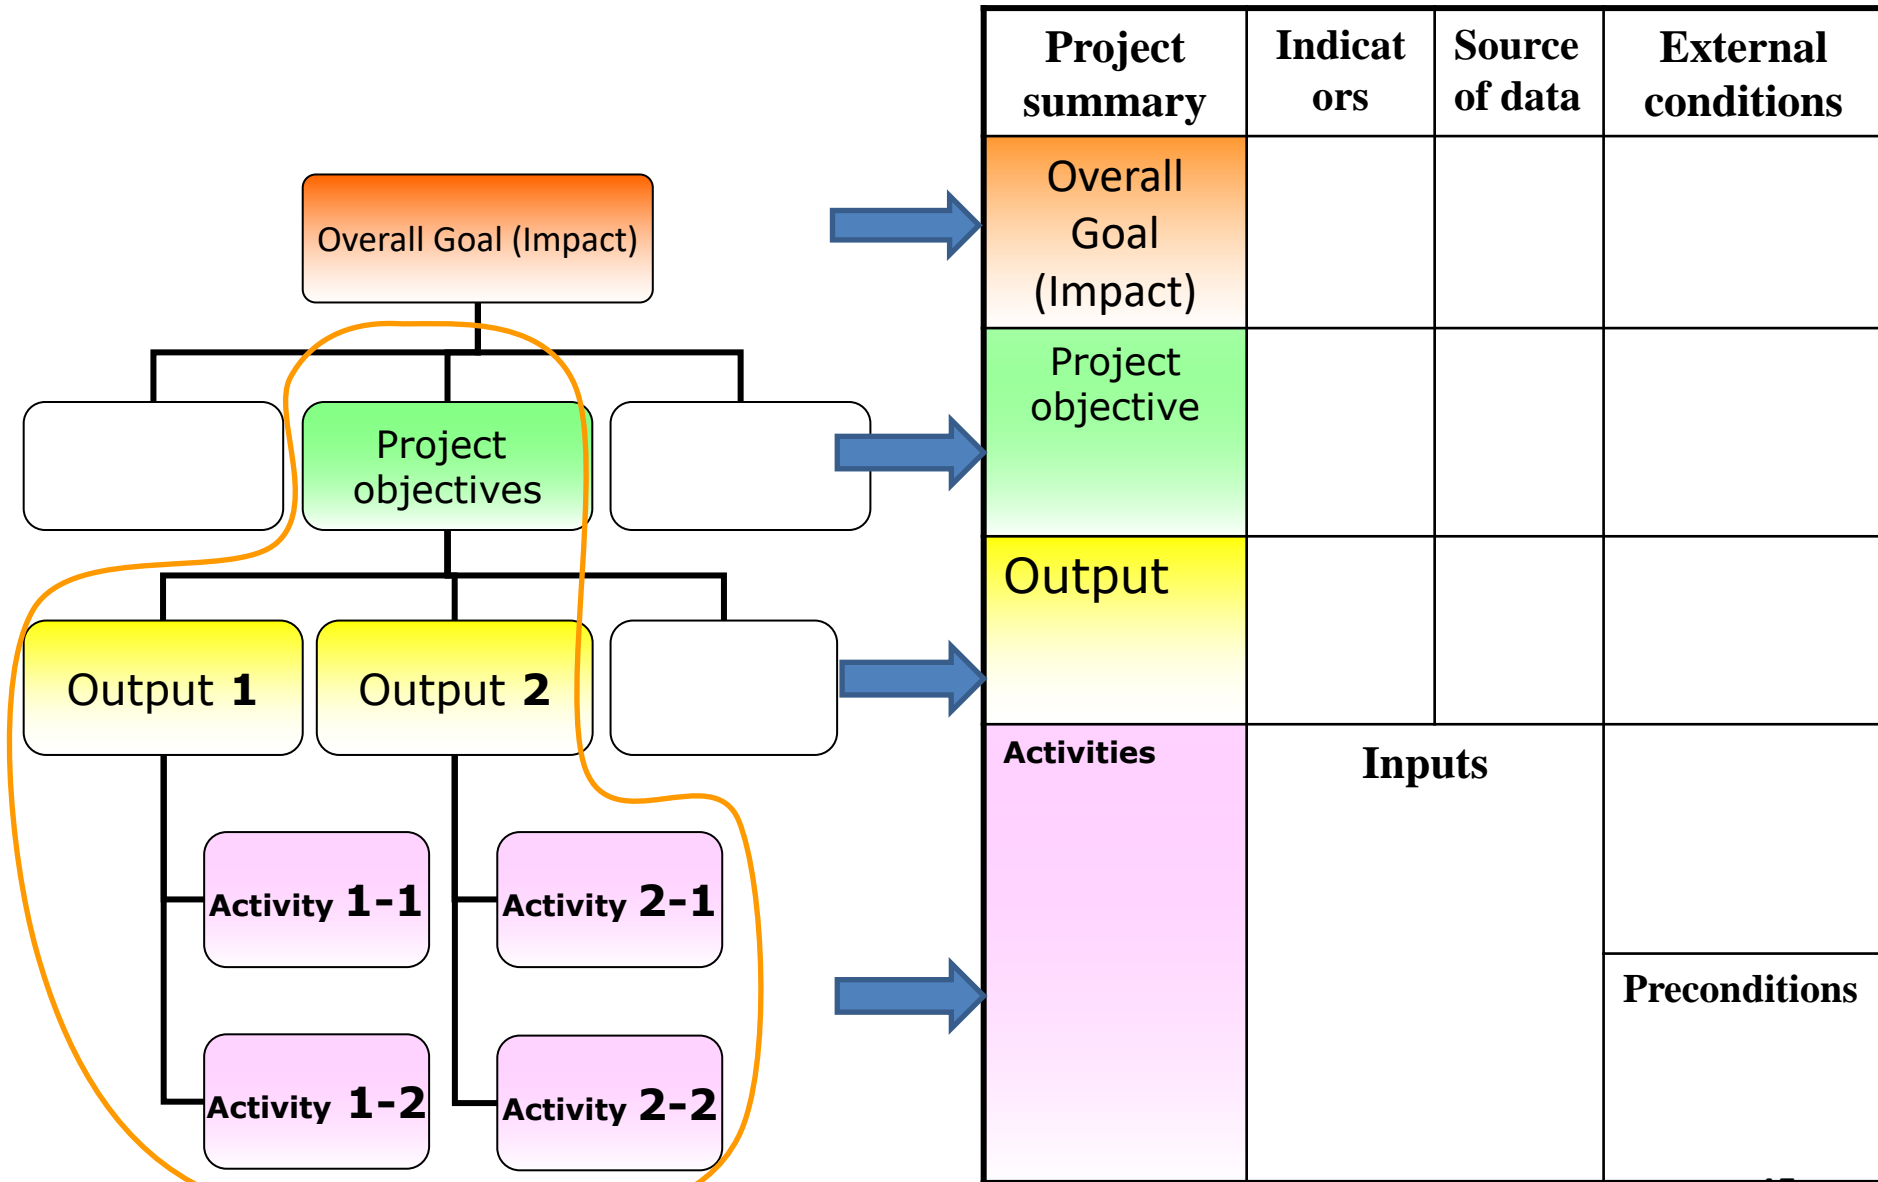 Overall Goal (Impact)
Project
objectives
Output 1
Output 2
Activity 1-1
Activity 2-1
Activity 1-2
Activity 2-2
Project
summary
Indicat
ors
Source
of data
External
conditions
Overall
Goal
(Impact)
Project
objective
Output
Activities
Inputs
Preconditions